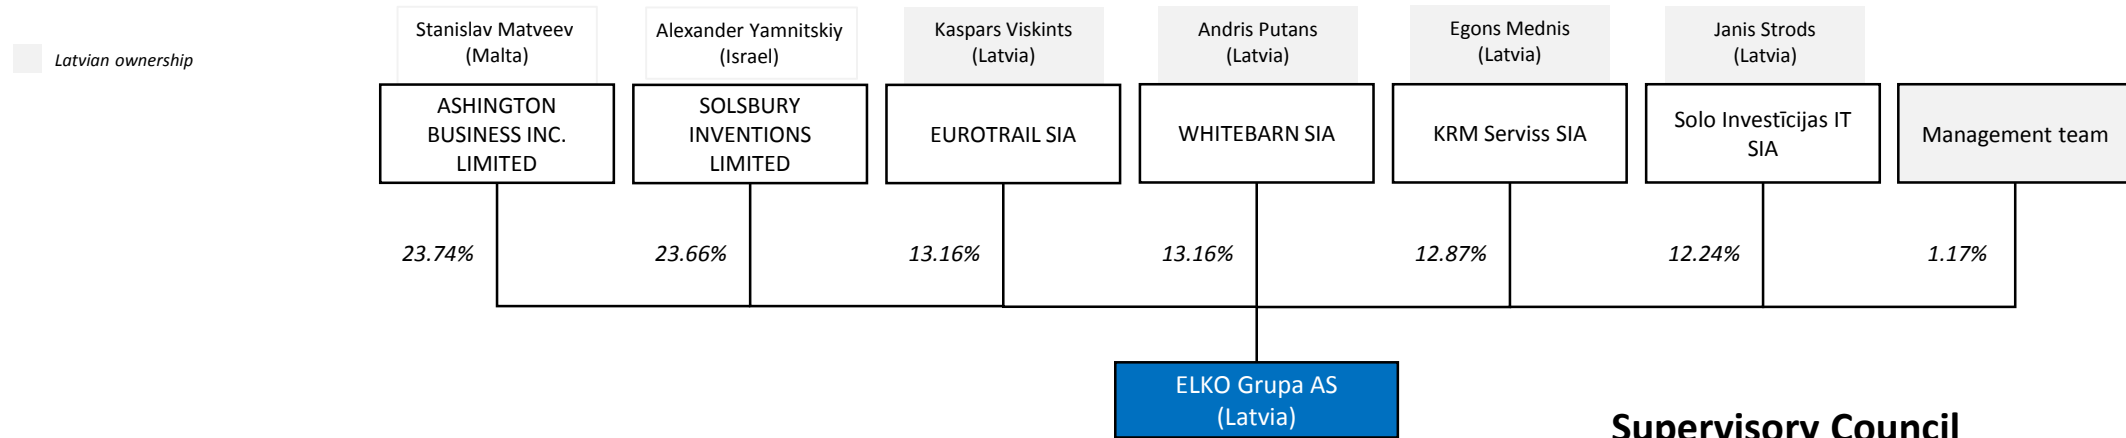 Latvian ownership
Stanislav Matveev
(Malta)
Alexander Yamnitskiy
(Israel)
Kaspars Viskints
(Latvia)
Andris Putans
(Latvia)
Egons Mednis
(Latvia)
Janis Strods
(Latvia)
ASHINGTON
BUSINESS INC.
LIMITED
SOLSBURY
INVENTIONS
LIMITED
EUROTRAIL SIA
WHITEBARN SIA
KRM Serviss SIA
Solo Investīcijas IT
SIA
Management team
23.74%
23.66%
13.16%
13.16%
12.87%
12.24%
1.17%
ELKO Grupa AS
(Latvia)
Supervisory Council